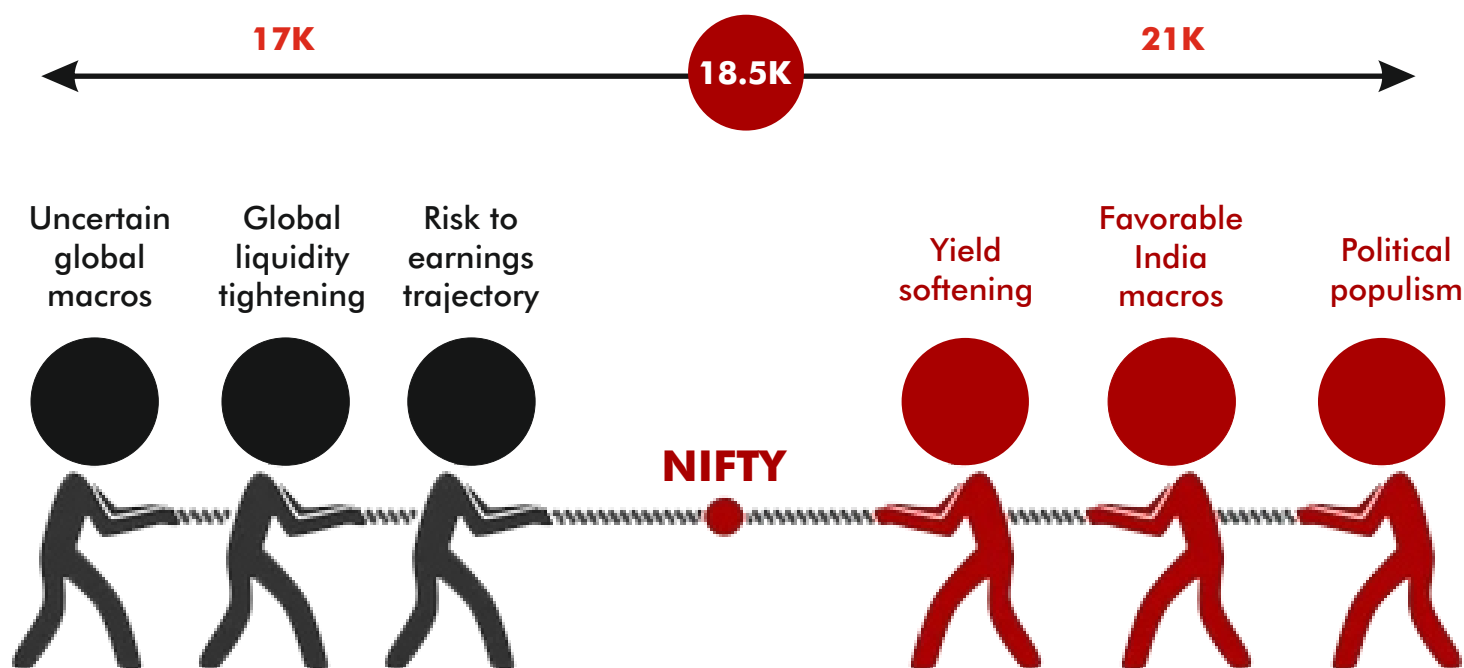 17K
18.5K
21K
Uncertain
global
macros
Global
liquidity
tightening
Risk to
earnings
trajectory
Yield
softening
Favorable
India
macros
Political
populism
NIFTY